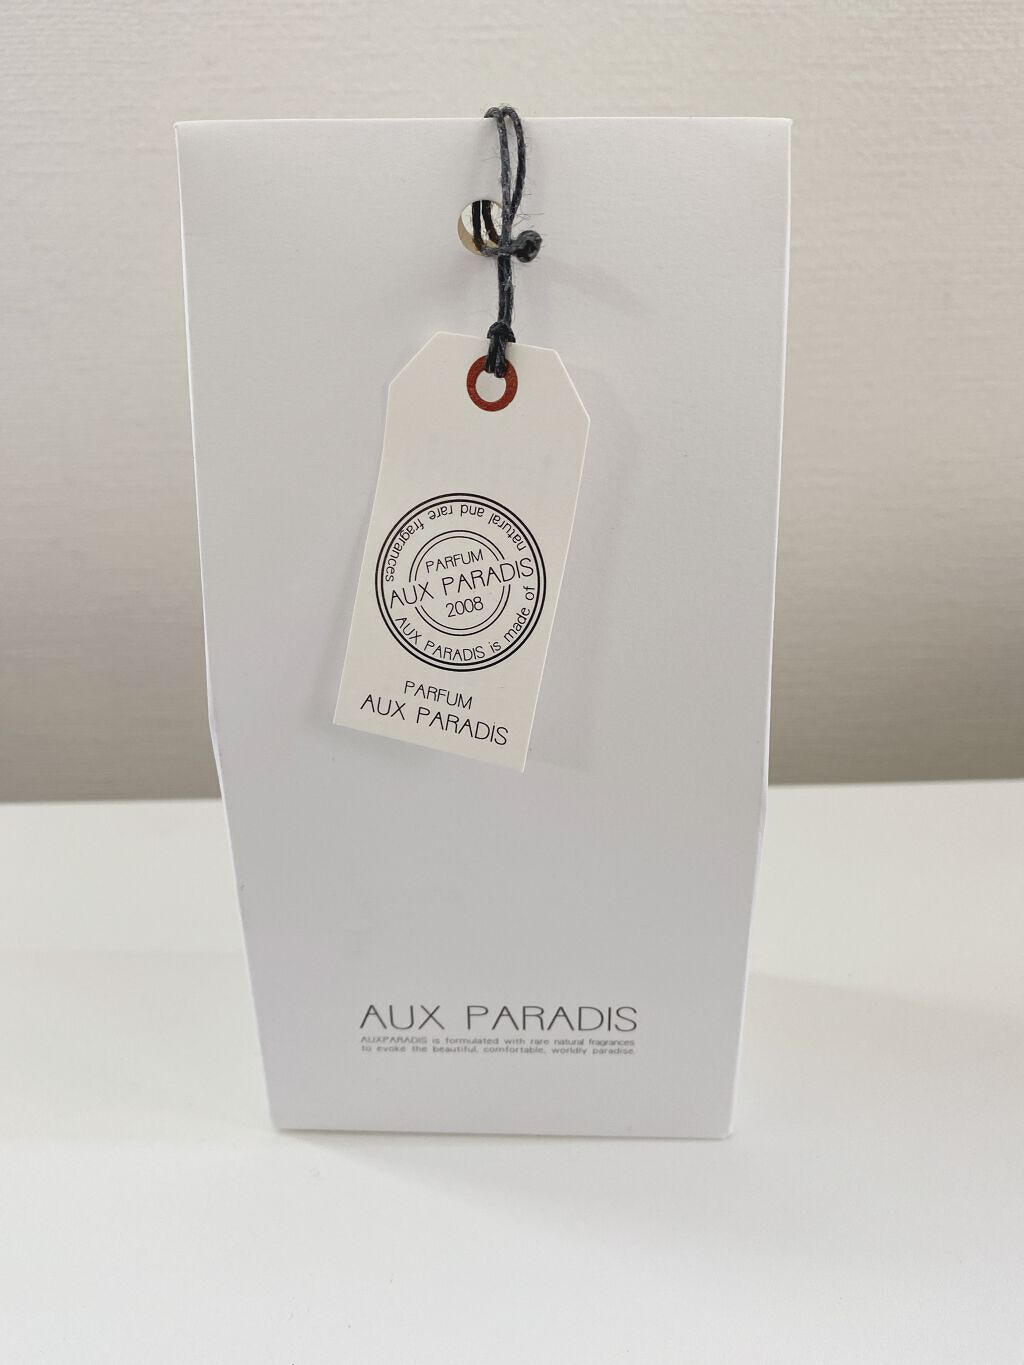 AUX PARADIS is made of natural and rare fragrances
PARFUM
AUX PARADIS
2008
PARFUM
AUX PARADIS
AUX PARADIS
AUXPARADIS is formulated with rare natural fragrances
to evoke the beautiful, comfortable, worldly paradise.